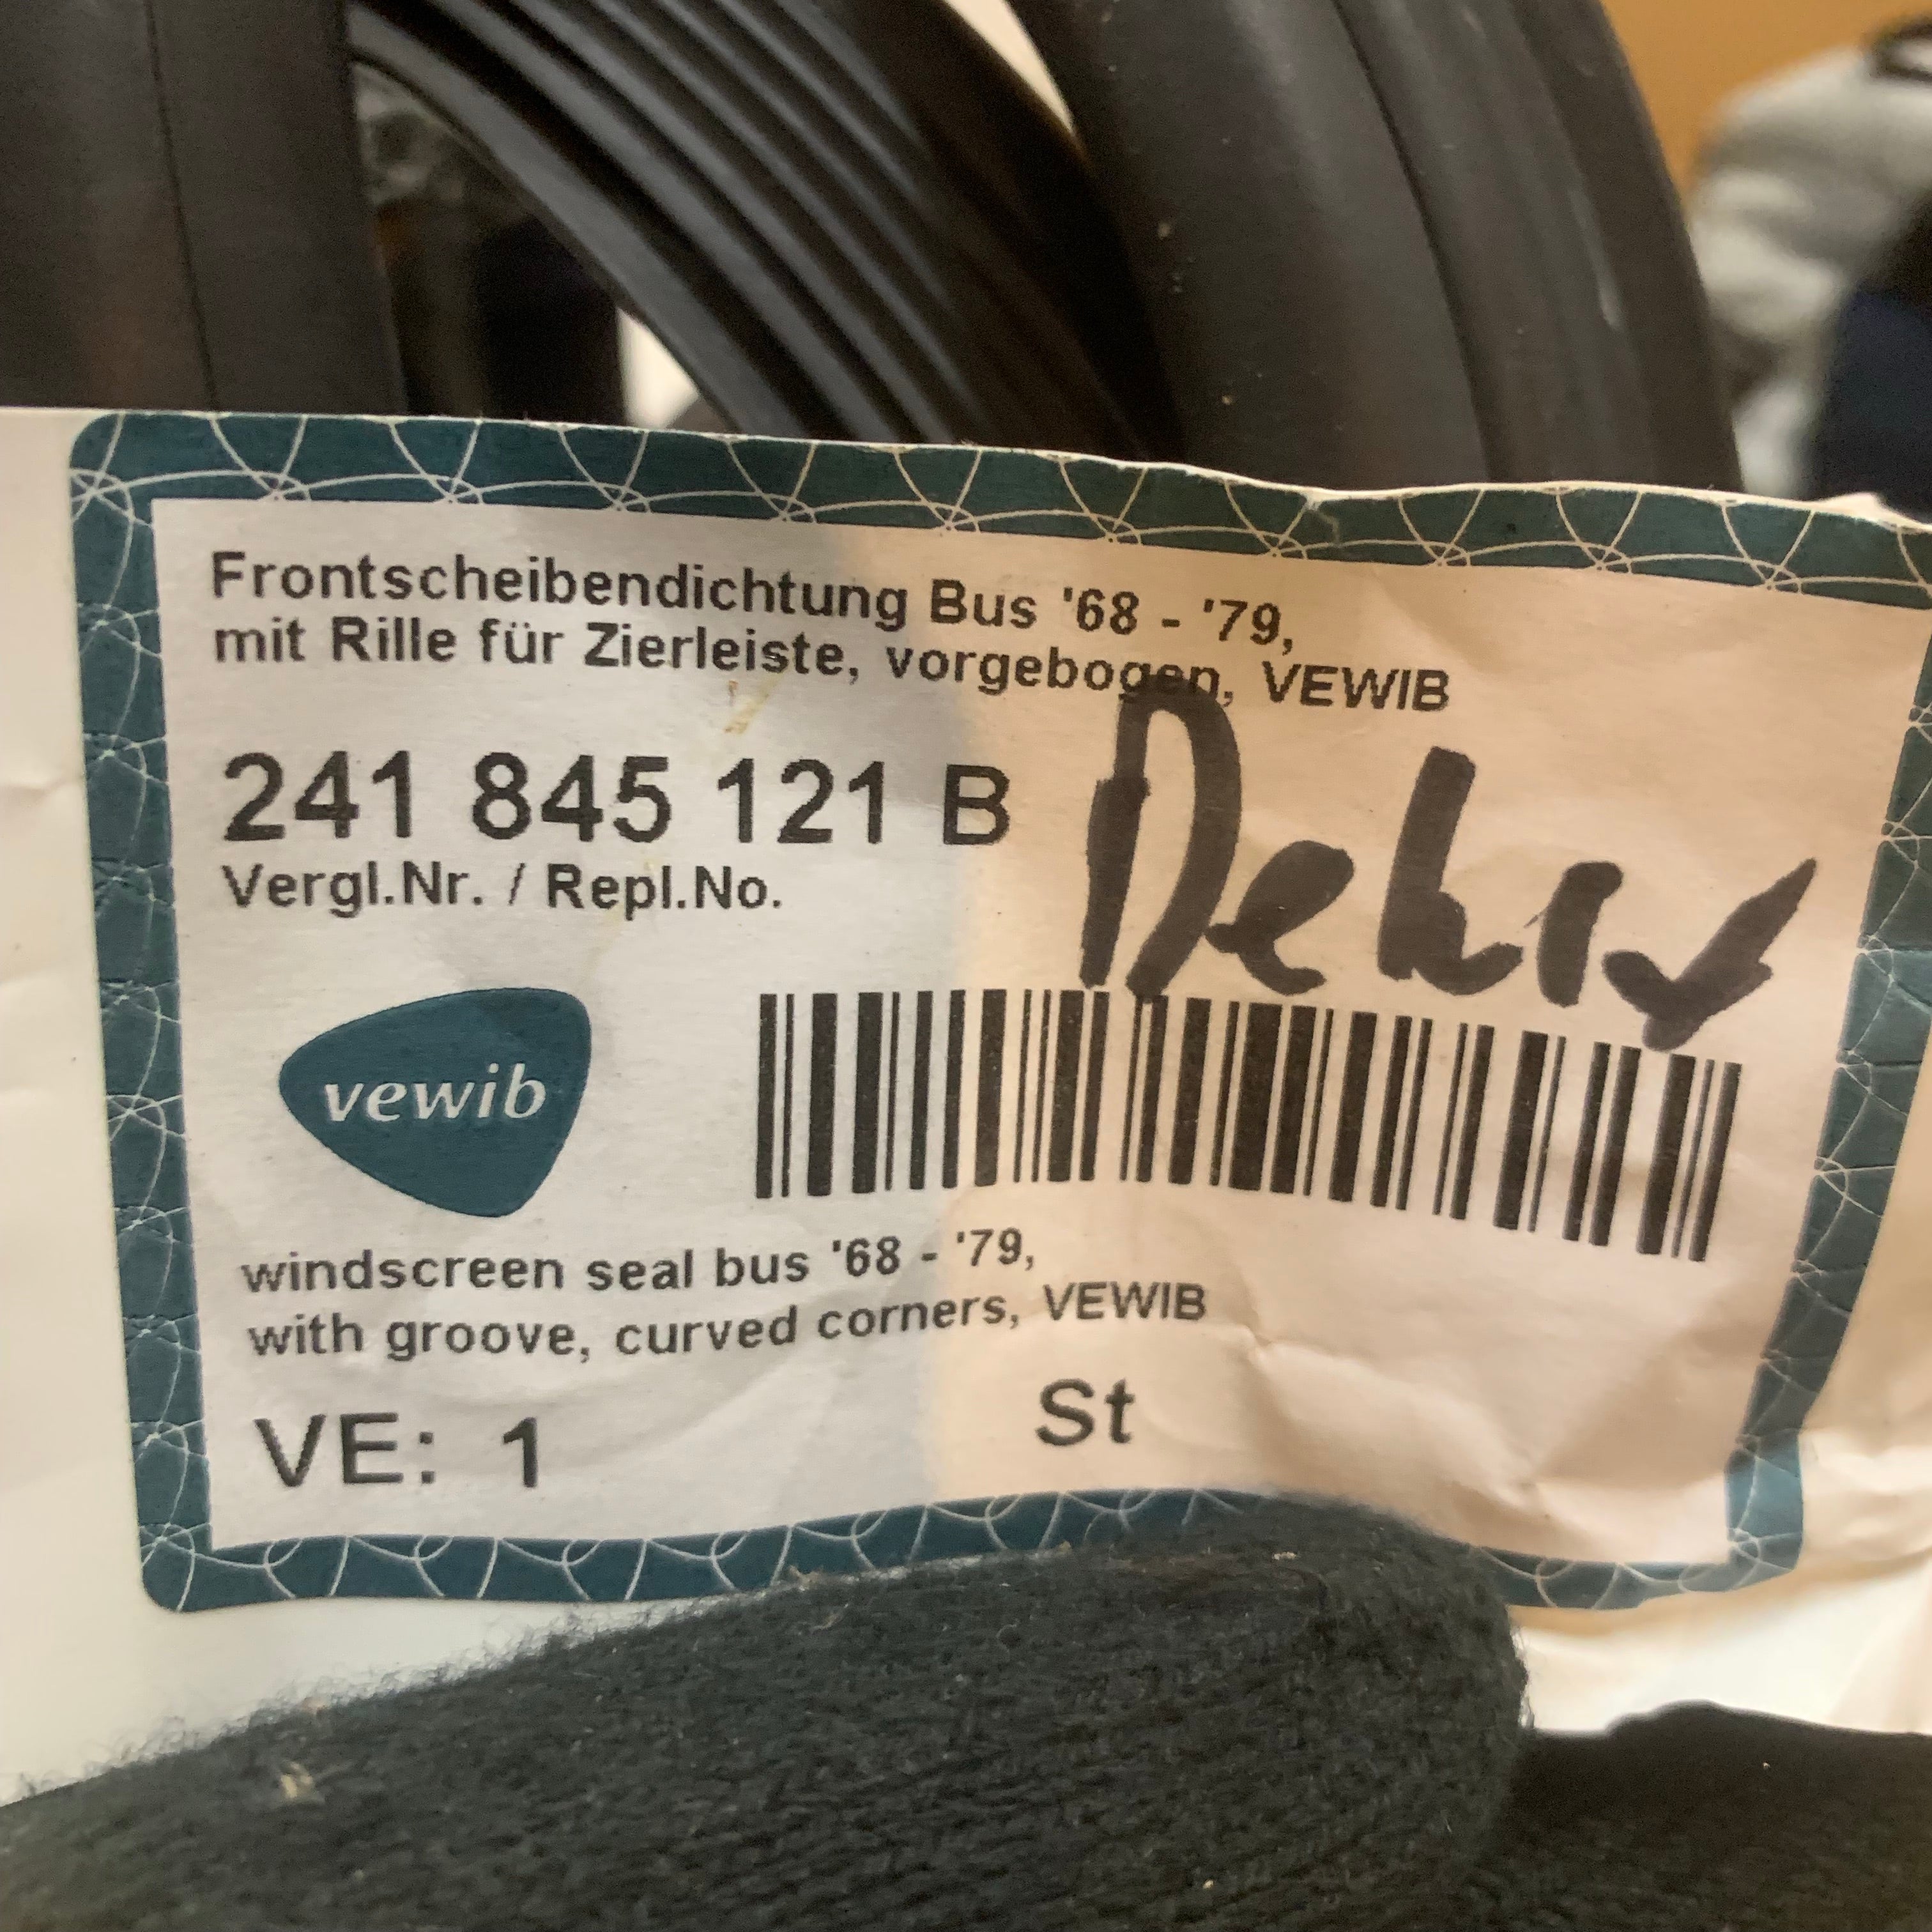 Frontscheibendichtung Bus '68 - '79,
mit Rille für Zierleiste, vorgebogen, VEWIB
241 845 121 B
Vergl.Nr. / Repl.No.
vewib
windscreen seal bus '68 - '79,
with groove, curved corners, VEWIB
VE: 1 St